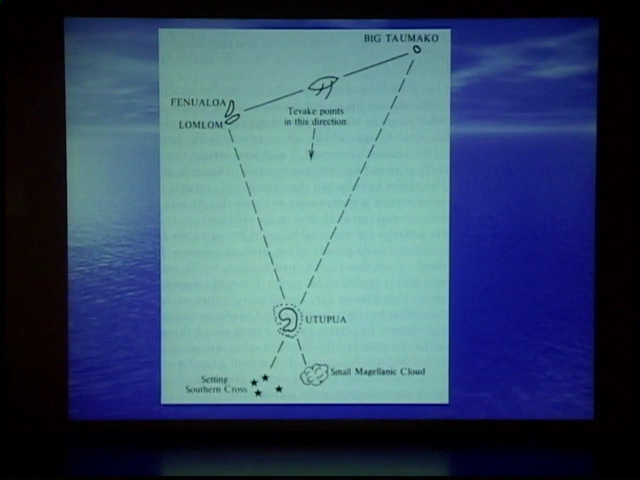 BIG TAUMAKO
FENUALOA
LOMLOM
Tevake points
in this direction
UTUPUA
Small Magellanic Cloud
Setting
Southern Cross